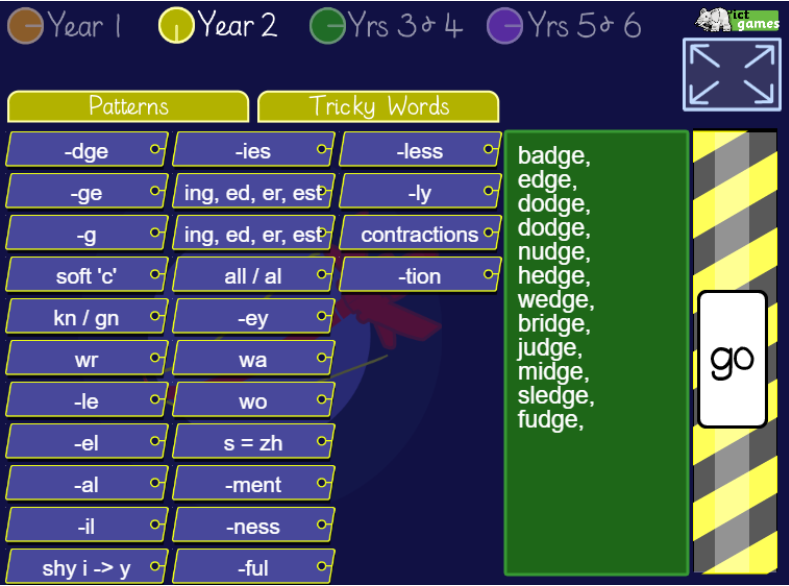 Year 1 Year 2 Yrs 3 & 4 Yrs 5 & 6
Pict
games
Patterns Tricky Words
-dge -ies -less
-ge ing, ed, er, est -ly
-g ing, ed, er, est contractions
soft 'c' all / al -tion
kn / gn -ey
wr wa
-le wo
-el s = zh
-al -ment
-il -ness
shy i -> y -ful
badge,
edge,
dodge,
dodge,
nudge,
hedge,
wedge,
bridge,
judge,
midge,
sledge,
fudge,
go